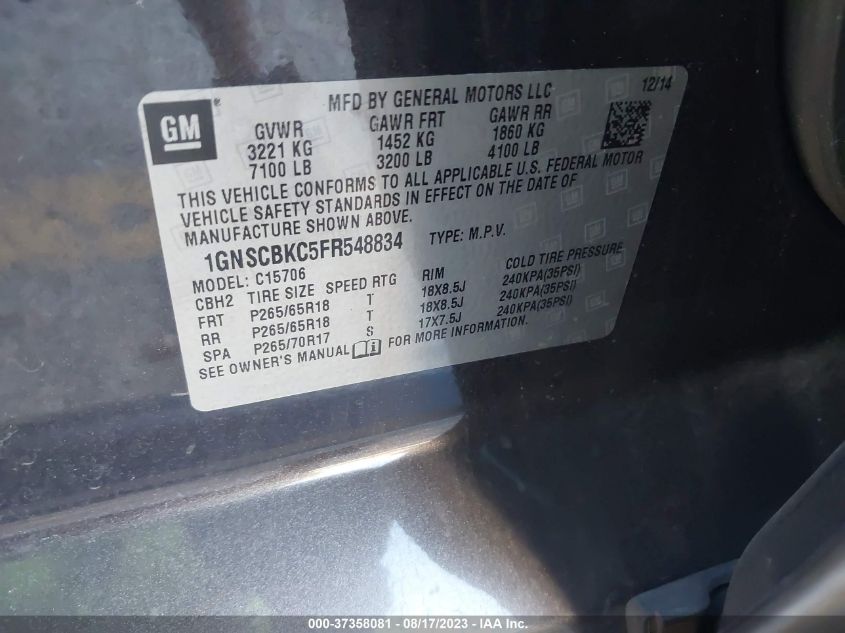 GM
MFD BY GENERAL MOTORS LLC 12/14
GVWR GAWR FRT GAWR RR
3221 KG 1452 KG 1860 KG
7100 LB 3200 LB 4100 LB
THIS VEHICLE CONFORMS TO ALL APPLICABLE U.S. FEDERAL MOTOR
VEHICLE SAFETY STANDARDS IN EFFECT ON THE DATE OF
MANUFACTURE SHOWN ABOVE.
1GNSCBKC5FR548834 TYPE: M.P.V.
MODEL: C15706
CBH2 TIRE SIZE SPEED RTG RIM COLD TIRE PRESSURE
FRT P265/65R18 T 18X8.5J 240KPA(35PSI)
RR P265/65R18 T 18X8.5J 240KPA(35PSI)
SPA P265/70R17 S 17X7.5J 240KPA(35PSI)
SEE OWNER'S MANUAL FOR MORE INFORMATION.
000-37358081 - 08/17/2023 - IAAI.com